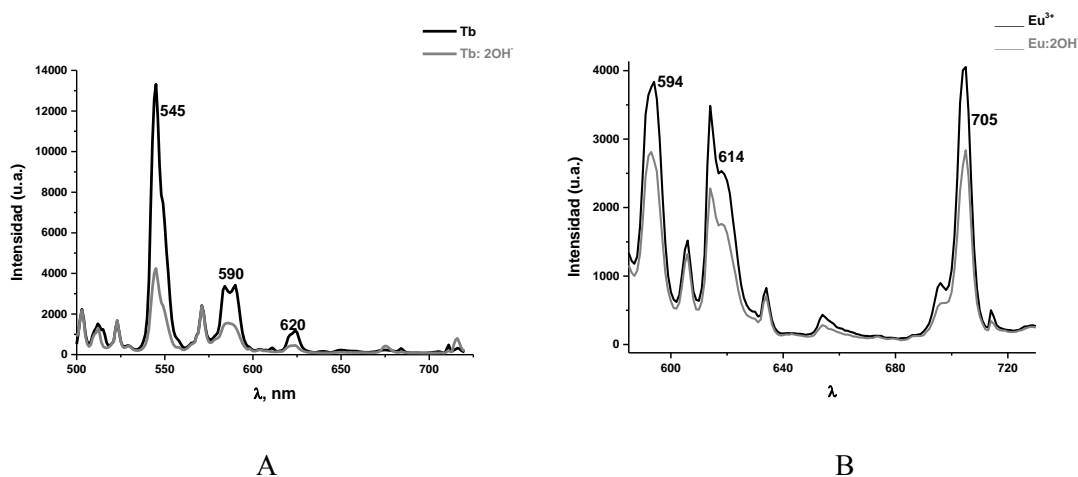 Tb
Tb: 2OH-
14000
12000
10000
8000
6000
4000
2000
0
Intensidad (u.a.)
545
590
620
500
550
600
650
700
λ, nm
A
Eu3+
Eu:2OH-
4000
3000
2000
1000
0
Intensidad (u.a.)
594
614
705
600
640
680
720
λ
B